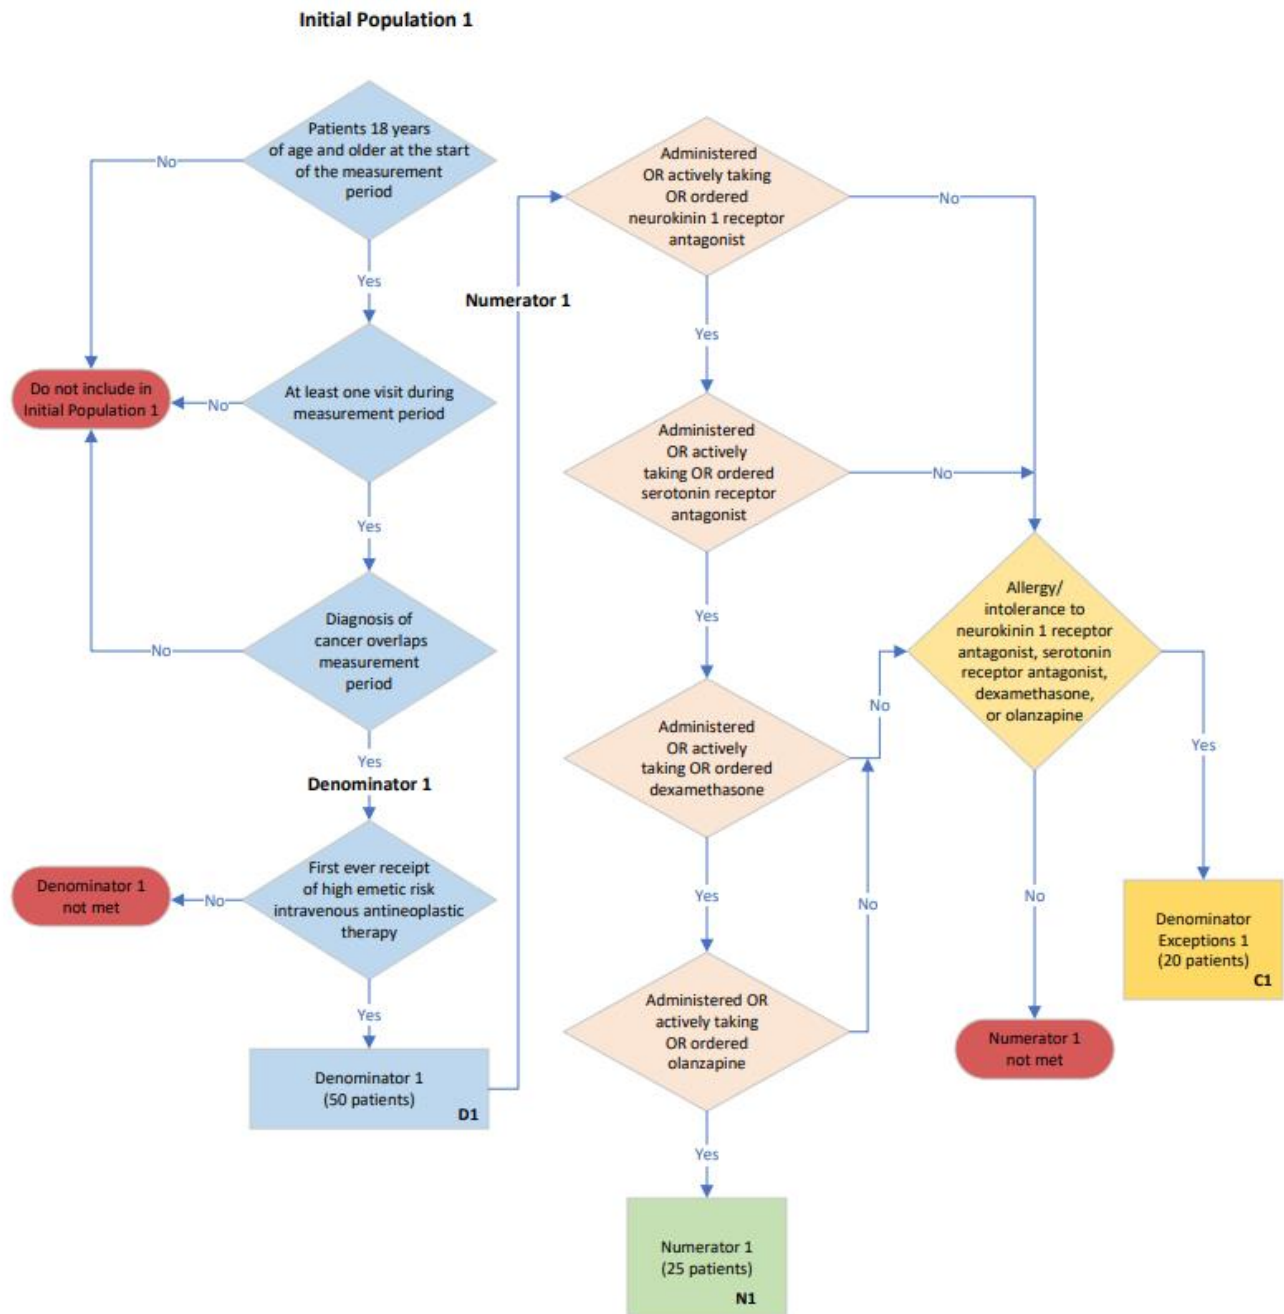 Initial Population 1
Patients 18 years
of age and older at the start
of the measurement
period
No
Yes
At least one visit during
measurement period
No
Do not include in
Initial Population 1
Yes
Diagnosis of
cancer overlaps
measurement
period
No
Yes
Denominator 1
First ever receipt
of high emetic risk
intravenous antineoplastic
therapy
No
Denominator 1
not met
Yes
Denominator 1
(50 patients)
D1
Numerator 1
Administered
OR actively taking
OR ordered
neurokinin 1 receptor
antagonist
No
Yes
Administered
OR actively
taking OR ordered
serotonin receptor
antagonist
No
Yes
Administered
OR actively
taking OR ordered
dexamethasone
No
Yes
Administered OR
actively taking
OR ordered
olanzapine
No
Yes
Numerator 1
(25 patients)
N1
Allergy/
intolerance to
neurokinin 1 receptor
antagonist, serotonin
receptor antagonist,
dexamethasone,
or olanzapine
No
Numerator 1
not met
Yes
Denominator
Exceptions 1
(20 patients)
C1